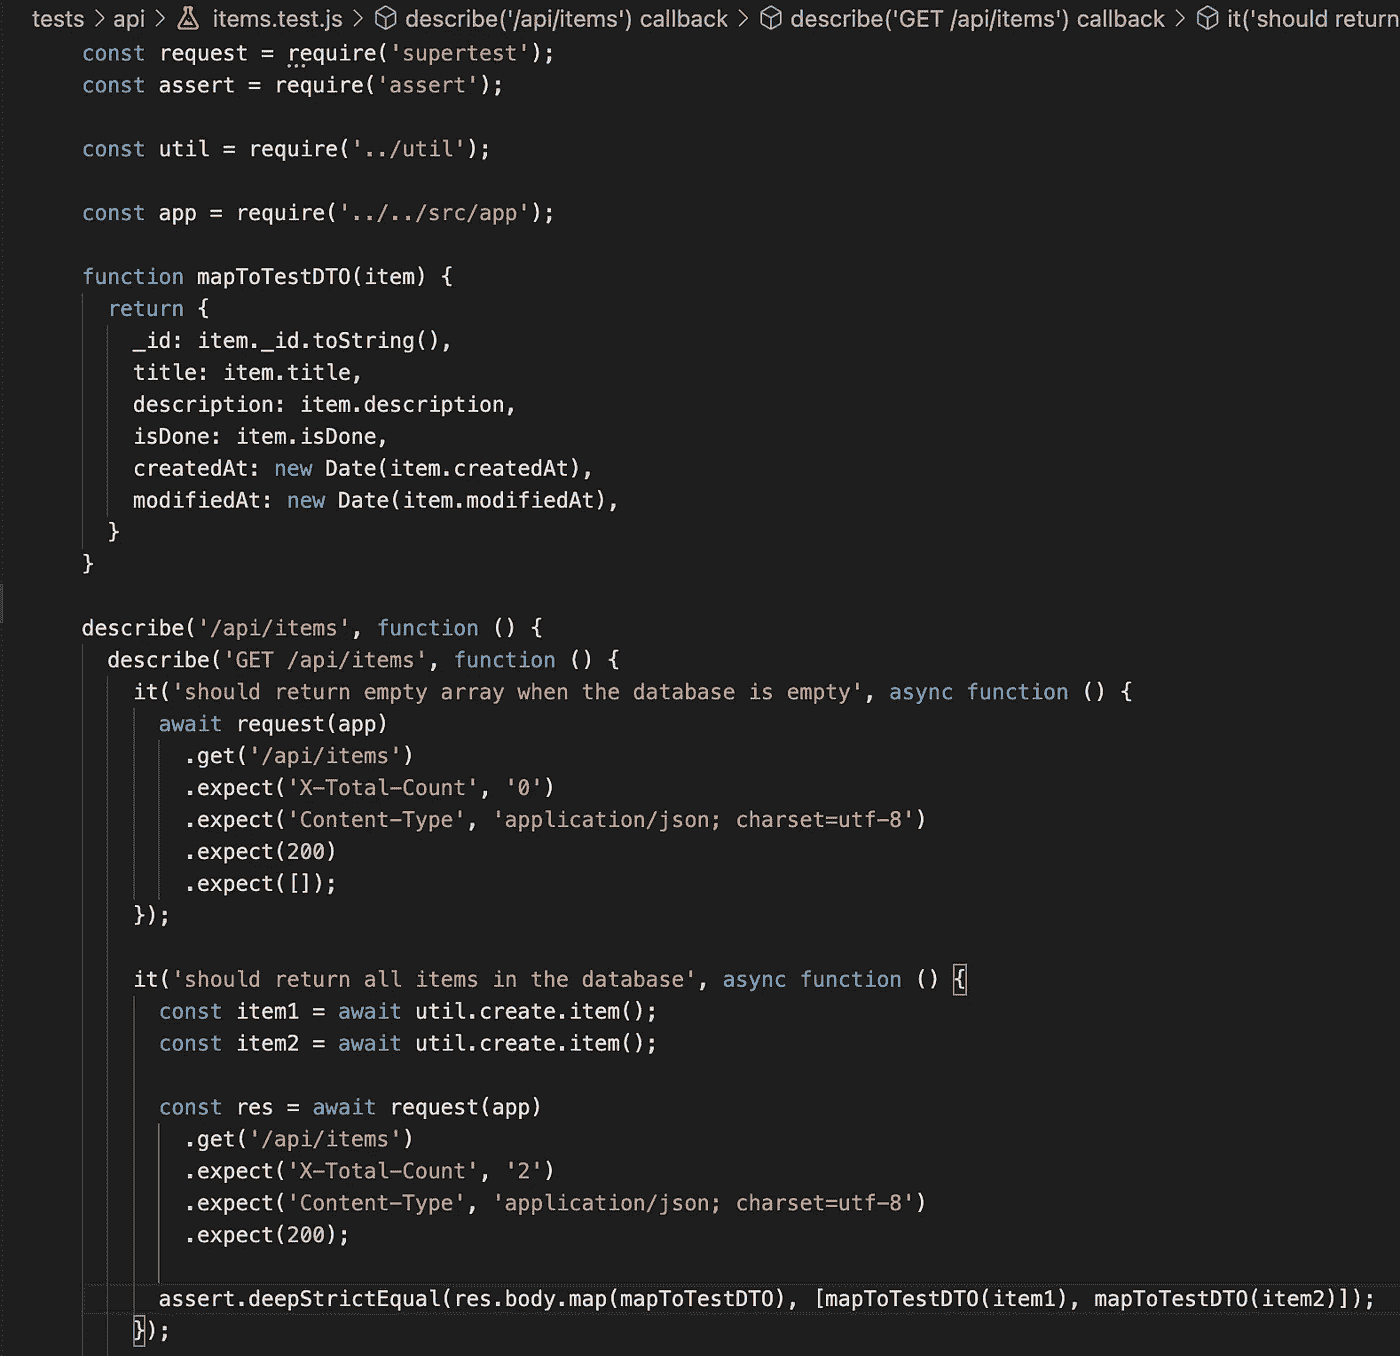 tests > api > items.test.js > describe('/api/items') callback > describe('GET /api/items') callback > it('should return
const request = require('supertest');
const assert = require('assert');

const util = require('../util');

const app = require('../../src/app');

function mapToTestDTO(item) {
  return {
    _id: item._id.toString(),
    title: item.title,
    description: item.description,
    isDone: item.isDone,
    createdAt: new Date(item.createdAt),
    modifiedAt: new Date(item.modifiedAt),
  }
}

describe('/api/items', function () {
  describe('GET /api/items', function () {
    it('should return empty array when the database is empty', async function () {
      await request(app)
        .get('/api/items')
        .expect('X-Total-Count', '0')
        .expect('Content-Type', 'application/json; charset=utf-8')
        .expect(200)
        .expect([]);
    });

    it('should return all items in the database', async function () {
      const item1 = await util.create.item();
      const item2 = await util.create.item();

      const res = await request(app)
        .get('/api/items')
        .expect('X-Total-Count', '2')
        .expect('Content-Type', 'application/json; charset=utf-8')
        .expect(200);

      assert.deepStrictEqual(res.body.map(mapToTestDTO), [mapToTestDTO(item1), mapToTestDTO(item2)]);
    });